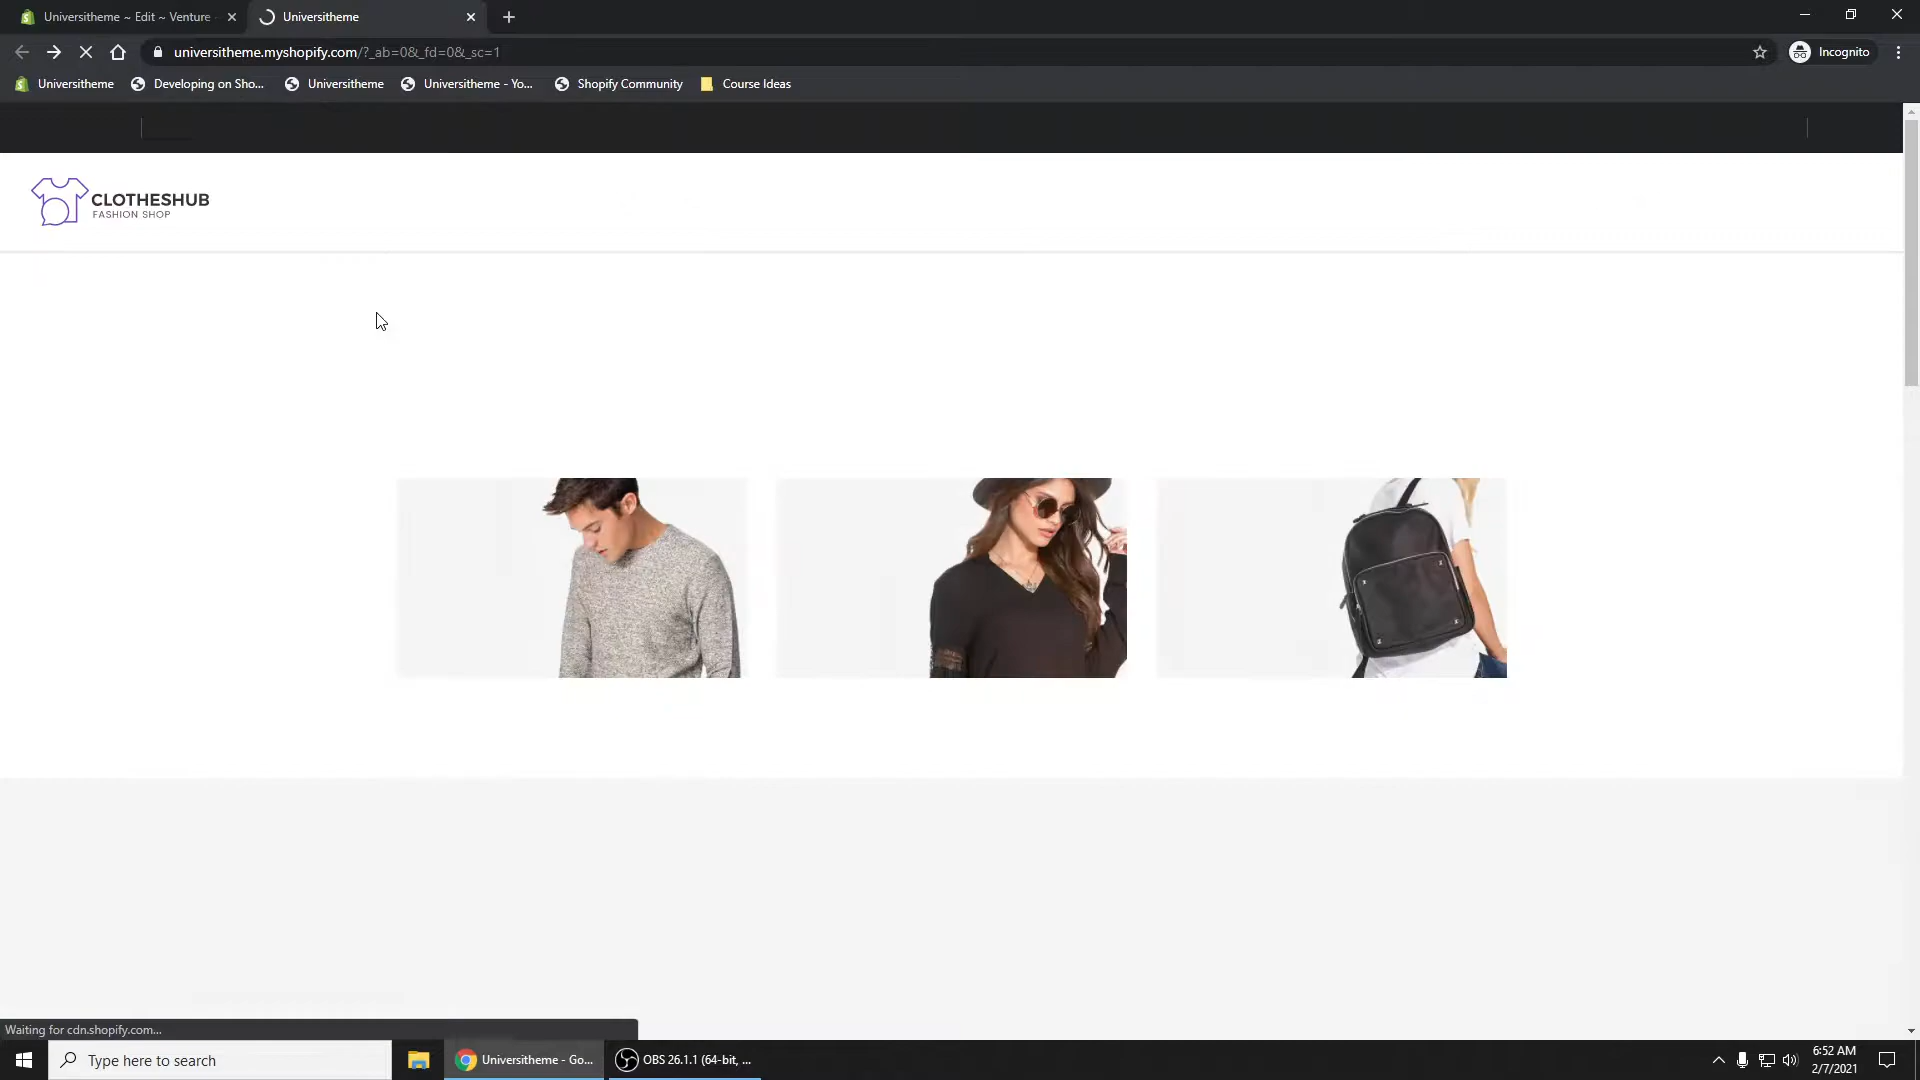 Universitheme ~ Edit ~ Venture
Universitheme
universitheme.myshopify.com/?_ab=0&_fd=0&_sc=1
Incognito
Universitheme
Developing on Sho...
Universitheme
Universitheme - Yo...
Shopify Community
Course Ideas
CLOTHESHUB
FASHION SHOP
Waiting for cdn.shopify.com...
Type here to search
Universitheme - Go...
OBS 26.1.1 (64-bit, ...
6:52 AM
2/7/2021